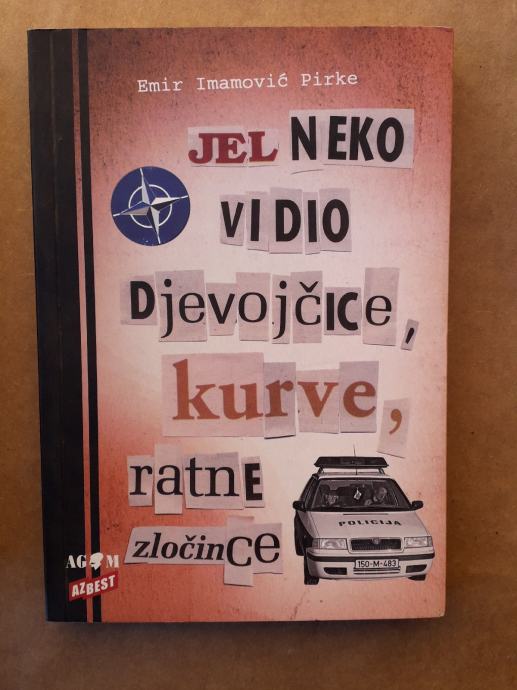 Emir Imamović Pirke
JEL NEKO
VIDIO
Djevojčice,
kurve,
ratnE
zločinCe
POLICIJA
150-M-483
AGM
AZBEST